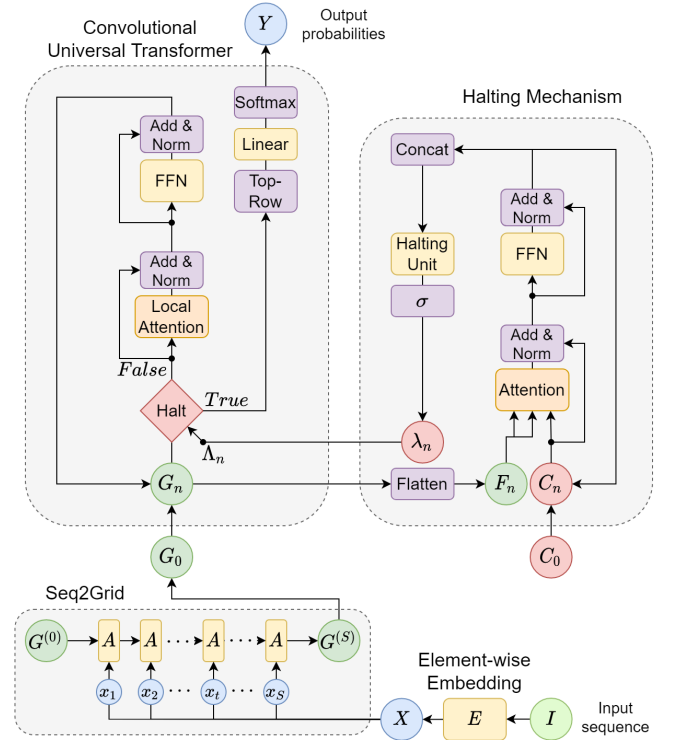 Convolutional
Universal Transformer
Y
Output
probabilities
Softmax
Linear
Top-
Row
Add &
Norm
FFN
Add &
Norm
Local
Attention
False
True
Halt
Λn
Gn
G0
Halting Mechanism
Concat
Halting
Unit
σ
λn
Add &
Norm
FFN
Add &
Norm
Attention
Flatten
Fn
Cn
C0
Seq2Grid
G(0)
A
A
...
A
...
A
G(S)
x1
x2
...
xt
...
xS
Element-wise
Embedding
X
E
I
Input
sequence